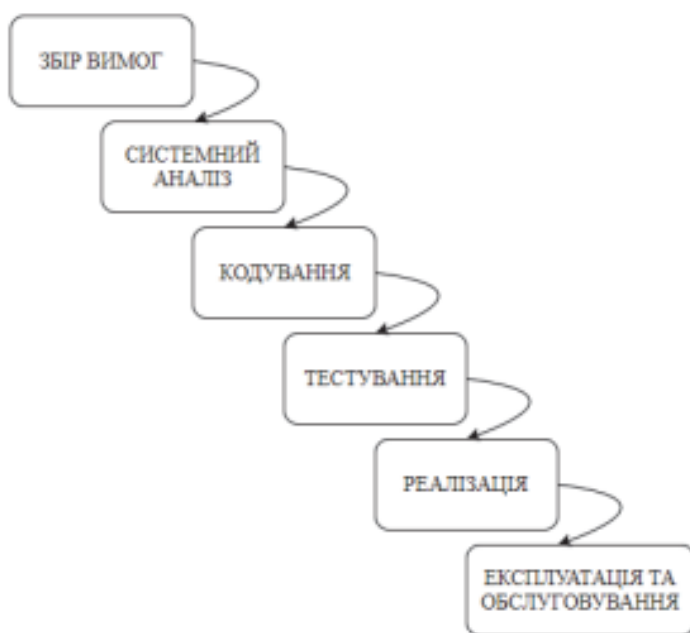 ЗБІР ВИМОГ
СИСТЕМНИЙ
АНАЛІЗ
КОДУВАННЯ
ТЕСТУВАННЯ
РЕАЛІЗАЦІЯ
ЕКСПЛУАТАЦІЯ ТА
ОБСЛУГОВУВАННЯ